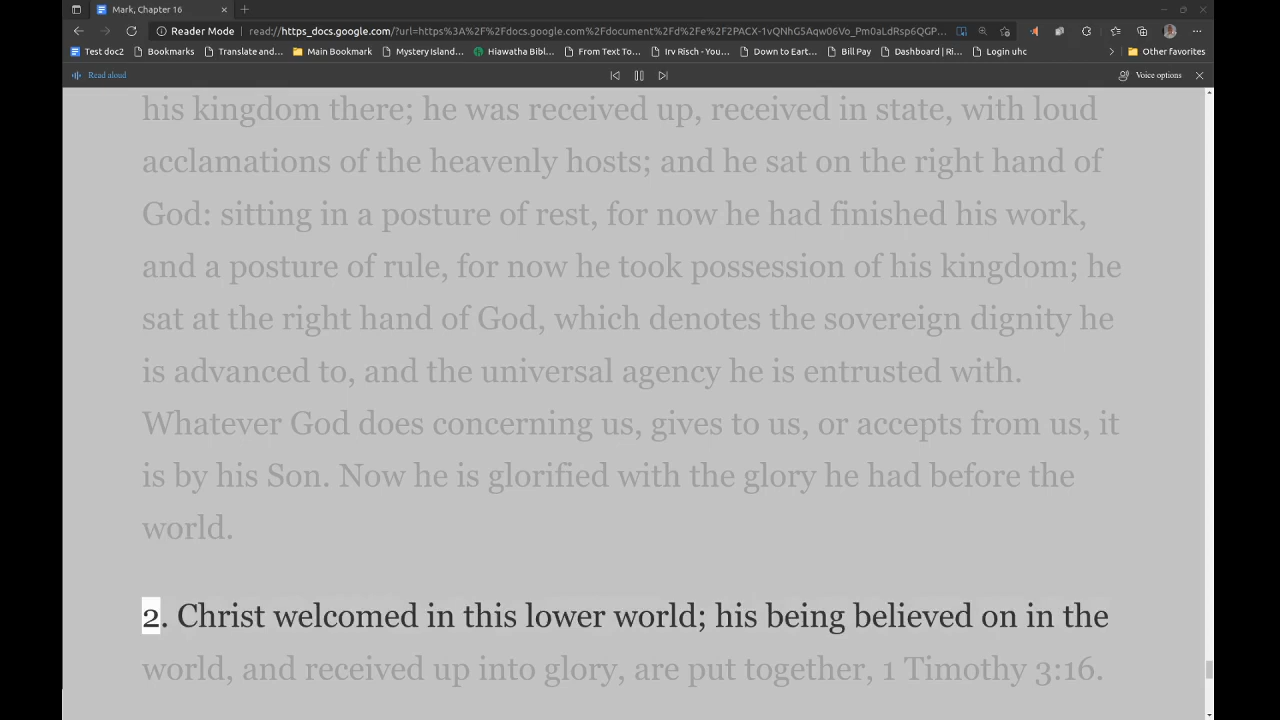 Mark, Chapter 16
Reader Mode
read://https_docs.google.com/?url=https%3A%2F%2Fdocs.google.com%2Fdocument%2Fd%2Fe%2F2PACX-1vQNhG5Aqw06Vo_Pm0aLdRsp6QGP...
Test doc2 Bookmarks Translate and... Main Bookmark Mystery Island... Hiawatha Bibl... From Text To... Irv Risch - You... Down to Eart... Bill Pay Dashboard | Ri... Login uhc Other favorites
Read aloud Voice options
his kingdom there; he was received up, received in state, with loud
acclamations of the heavenly hosts; and he sat on the right hand of
God: sitting in a posture of rest, for now he had finished his work,
and a posture of rule, for now he took possession of his kingdom; he
sat at the right hand of God, which denotes the sovereign dignity he
is advanced to, and the universal agency he is entrusted with.
Whatever God does concerning us, gives to us, or accepts from us, it
is by his Son. Now he is glorified with the glory he had before the
world.
2. Christ welcomed in this lower world; his being believed on in the
world, and received up into glory, are put together, 1 Timothy 3:16.